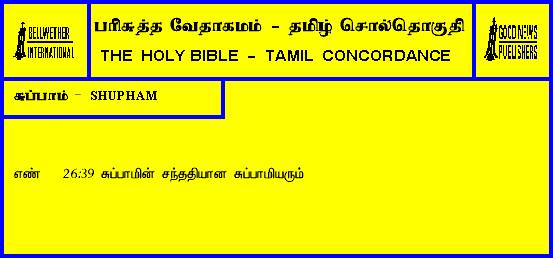 BELLWETHER
INTERNATIONAL
பரிசுத்த வேதாகமம் - தமிழ் சொல்தொகுதி
THE HOLY BIBLE - TAMIL CONCORDANCE
GOOD NEWS
PUBLISHERS
சுப்பாம் - SHUPHAM
எண் 26:39 சுப்பாமின் சந்ததியான சுப்பாமியரும்